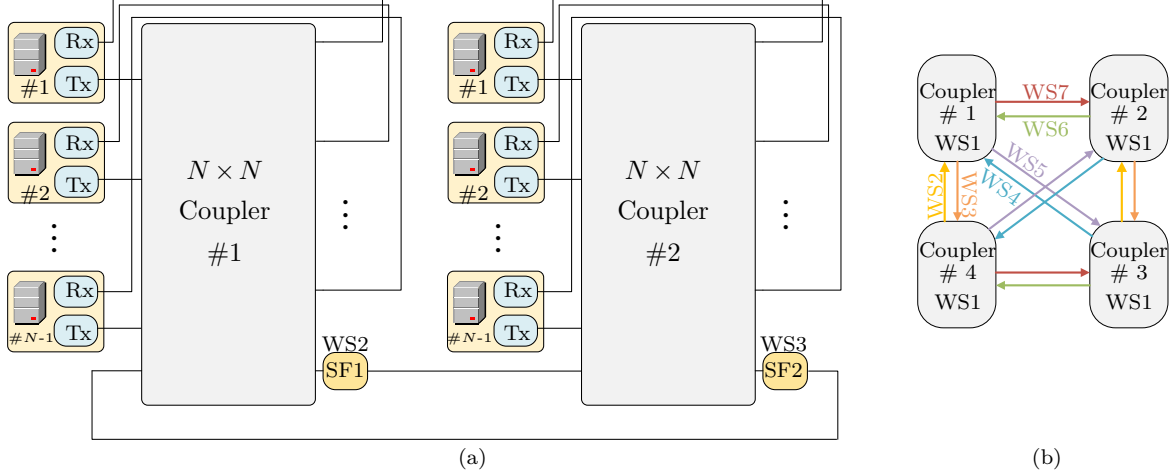 Rx
#1
Tx
Rx
#2
Tx
⋮
Rx
#N-1
Tx
N × N
Coupler
#1
⋮
WS2
SF1
Rx
#1
Tx
Rx
#2
Tx
⋮
Rx
#N-1
Tx
N × N
Coupler
#2
⋮
WS3
SF2
(a)
Coupler
# 1
WS1
WS7
WS6
Coupler
# 2
WS1
WS2
WS3
WS4
WS5
Coupler
# 4
WS1
Coupler
# 3
WS1
(b)